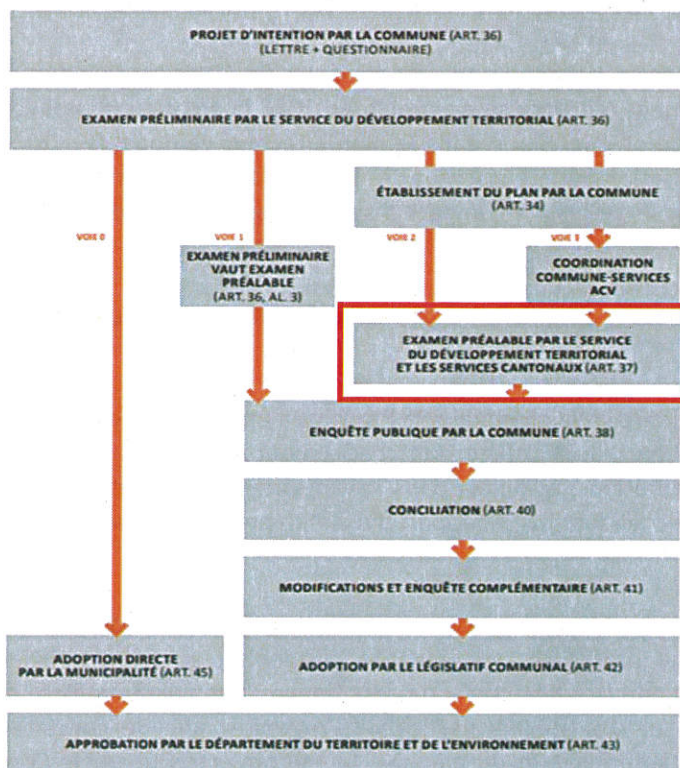 PROJET D'INTENTION PAR LA COMMUNE (ART. 36)
(LETTRE + QUESTIONNAIRE)
EXAMEN PRÉLIMINAIRE PAR LE SERVICE DU DÉVELOPPEMENT TERRITORIAL (ART. 36)
ÉTABLISSEMENT DU PLAN PAR LA COMMUNE
(ART. 34)
VOIE 0
VOIE 1
VOIE 2
VOIE 3
EXAMEN PRÉLIMINAIRE
VAUT EXAMEN
PRÉALABLE
(ART. 36, AL. 3)
COORDINATION
COMMUNE-SERVICES
ACV
EXAMEN PRÉALABLE PAR LE SERVICE
DU DÉVELOPPEMENT TERRITORIAL
ET LES SERVICES CANTONAUX (ART. 37)
ENQUÊTE PUBLIQUE PAR LA COMMUNE (ART. 38)
CONCILIATION (ART. 40)
MODIFICATIONS ET ENQUÊTE COMPLÉMENTAIRE (ART. 41)
ADOPTION DIRECTE
PAR LA MUNICIPALITÉ (ART. 45)
ADOPTION PAR LE LÉGISLATIF COMMUNAL (ART. 42)
APPROBATION PAR LE DÉPARTEMENT DU TERRITOIRE ET DE L'ENVIRONNEMENT (ART. 43)